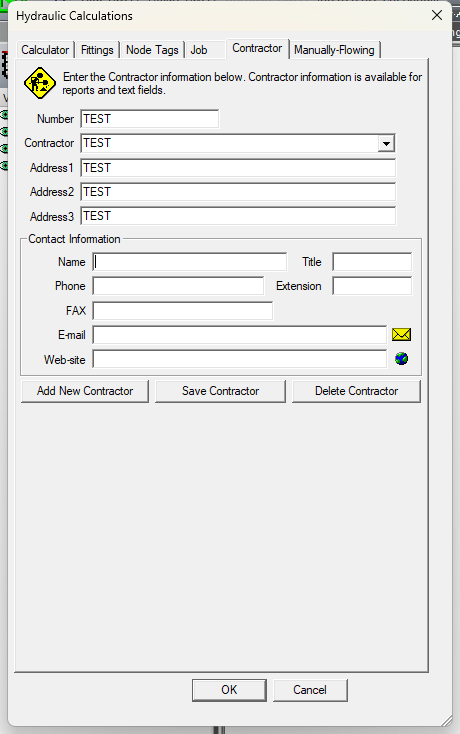 Hydraulic Calculations
Calculator Fittings Node Tags Job Contractor Manually-Flowing
Enter the Contractor information below. Contractor information is available for
reports and text fields.
Number TEST
Contractor TEST
Address1 TEST
Address2 TEST
Address3 TEST
Contact Information
Name Title
Phone Extension
FAX
E-mail
Web-site
Add New Contractor Save Contractor Delete Contractor
OK Cancel